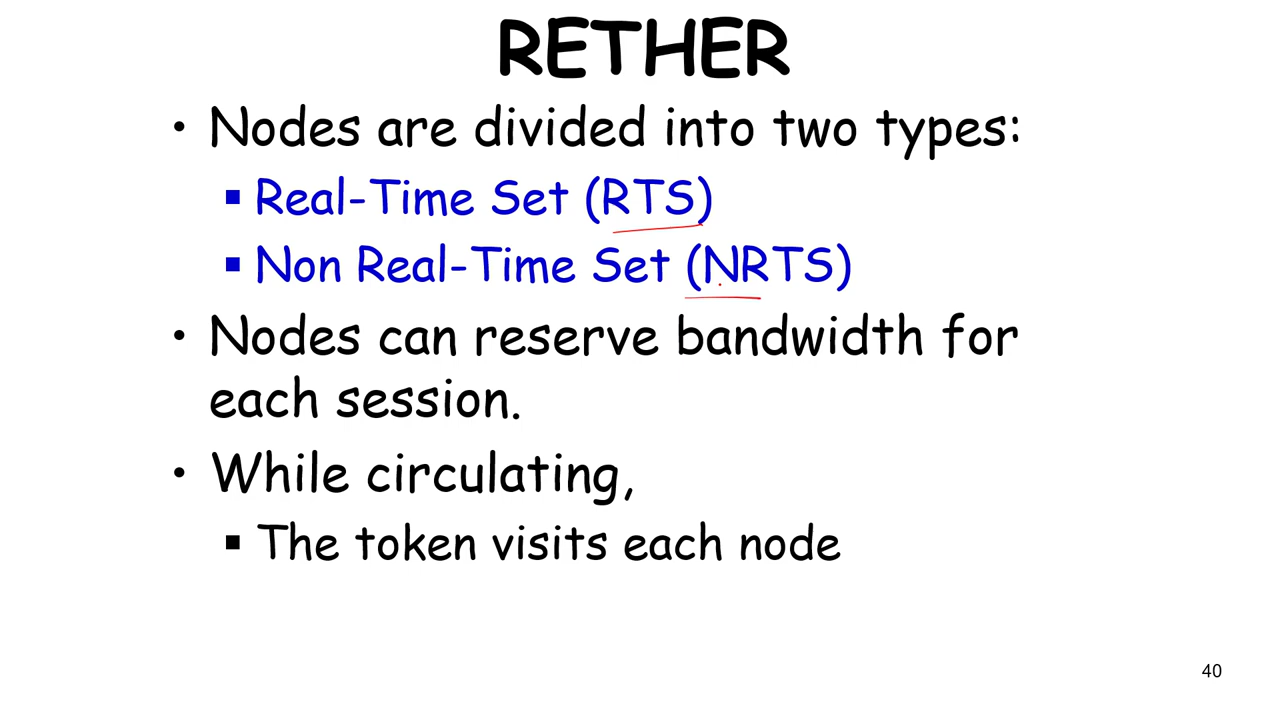 RETHER
• Nodes are divided into two types:
▪ Real-Time Set (RTS)
▪ Non Real-Time Set (NRTS)
• Nodes can reserve bandwidth for
each session.
• While circulating,
▪ The token visits each node
40